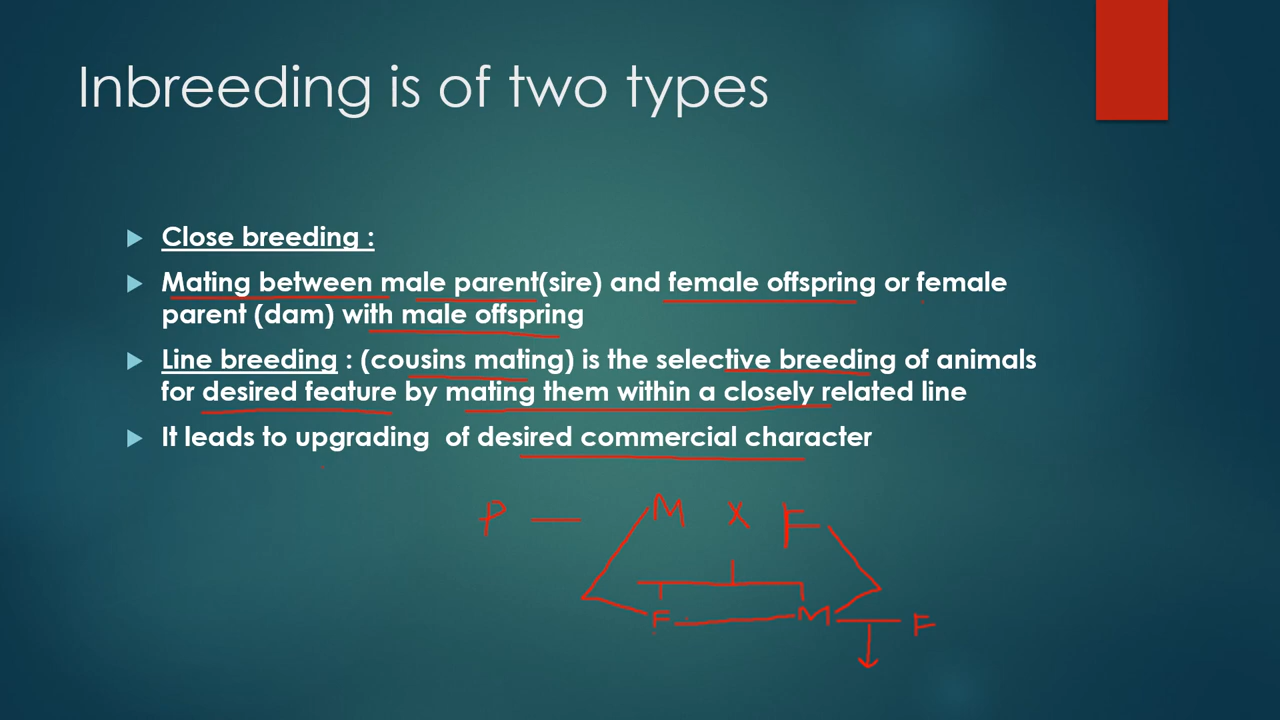 Inbreeding is of two types
Close breeding :
Mating between male parent(sire) and female offspring or female
parent (dam) with male offspring
Line breeding : (cousins mating) is the selective breeding of animals
for desired feature by mating them within a closely related line
It leads to upgrading of desired commercial character
P — M X F
F M F